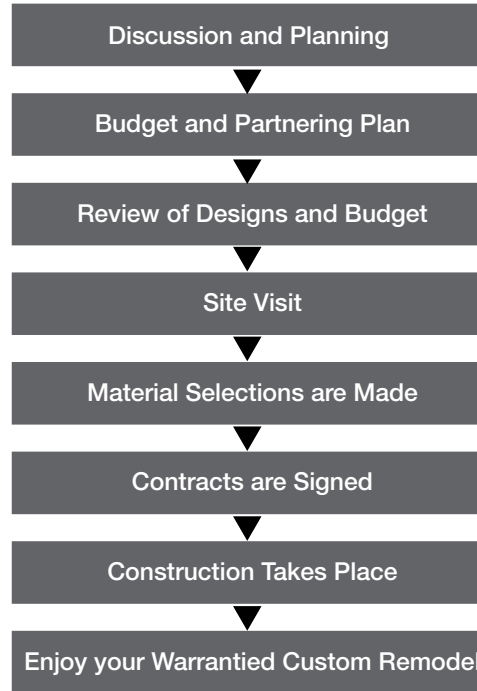 Discussion and Planning
Budget and Partnering Plan
Review of Designs and Budget
Site Visit
Material Selections are Made
Contracts are Signed
Construction Takes Place
Enjoy your Warrantied Custom Remodel